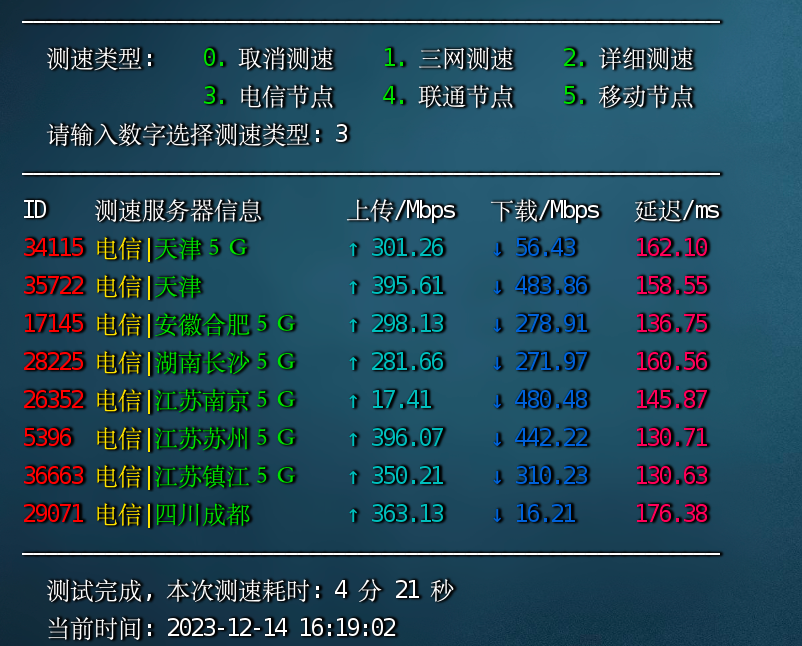 测速类型: 0. 取消测速 1. 三网测速 2. 详细测速
3. 电信节点 4. 联通节点 5. 移动节点
请输入数字选择测速类型: 3
ID 测速服务器信息 上传/Mbps 下载/Mbps 延迟/ms
34115 电信|天津5G ↑ 301.26 ↓ 56.43 162.10
35722 电信|天津 ↑ 395.61 ↓ 483.86 158.55
17145 电信|安徽合肥5G ↑ 298.13 ↓ 278.91 136.75
28225 电信|湖南长沙5G ↑ 281.66 ↓ 271.97 160.56
26352 电信|江苏南京5G ↑ 17.41 ↓ 480.48 145.87
5396 电信|江苏苏州5G ↑ 396.07 ↓ 442.22 130.71
36663 电信|江苏镇江5G ↑ 350.21 ↓ 310.23 130.63
29071 电信|四川成都 ↑ 363.13 ↓ 16.21 176.38
测试完成, 本次测速耗时: 4 分 21 秒
当前时间: 2023-12-14 16:19:02